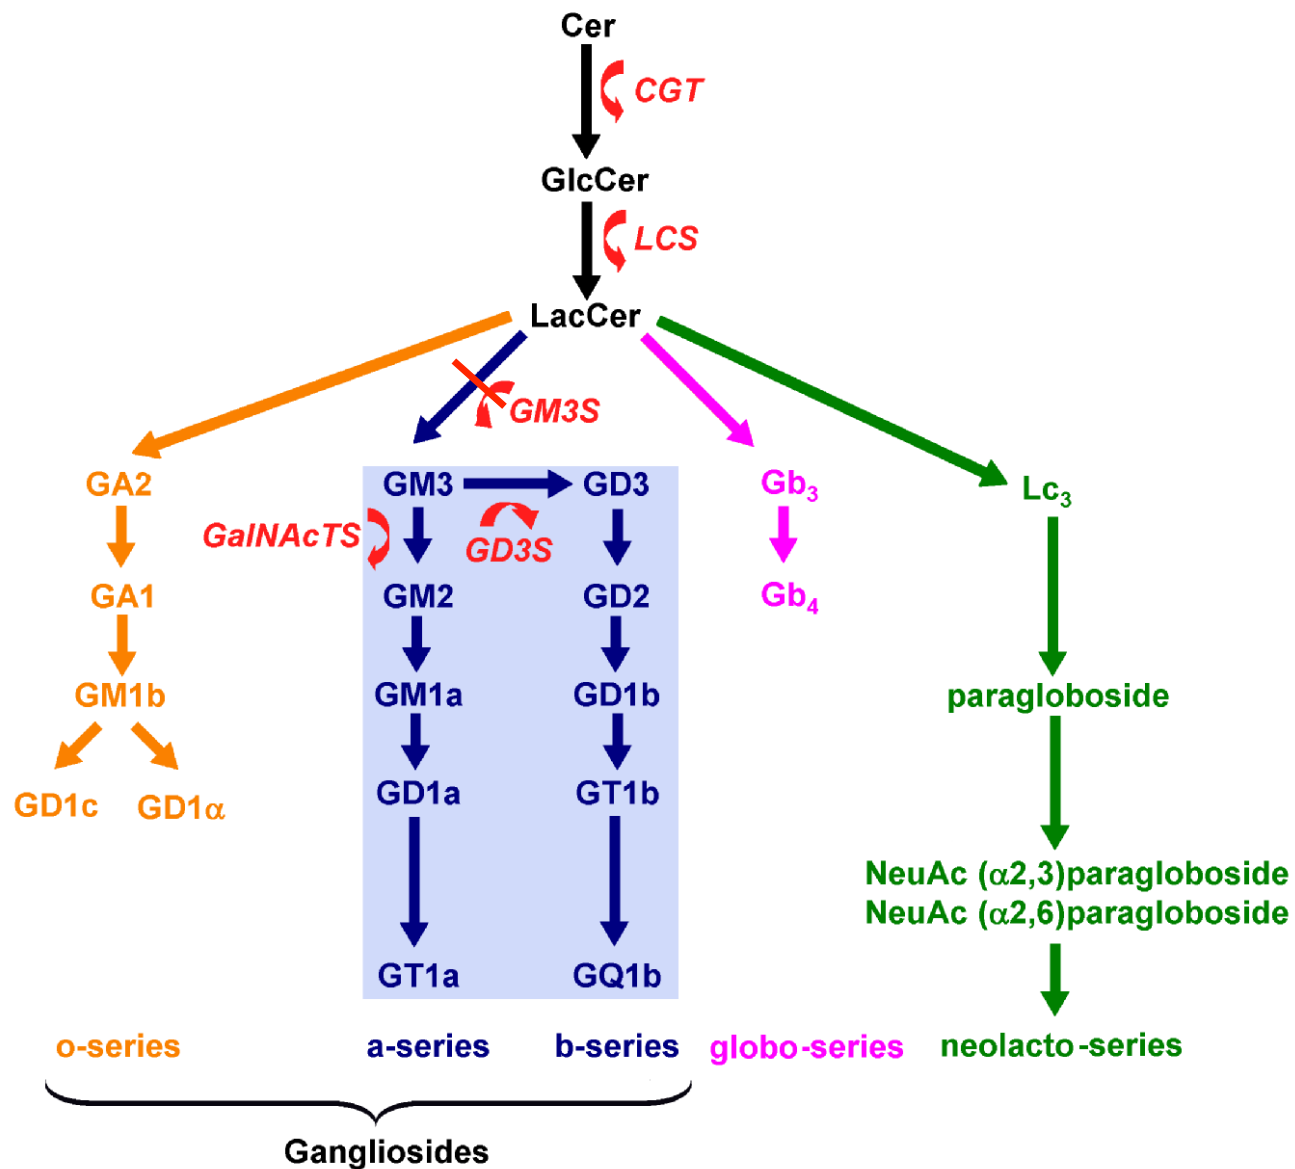 Cer
CGT
GlcCer
LCS
LacCer
GM3S
GA2
GM3
GD3
Gb3
Lc3
GalNAcTS
GD3S
GA1
GM2
GD2
Gb4
GM1b
GM1a
GD1b
paragloboside
GD1c
GD1α
GD1a
GT1b
NeuAc (α2,3)paragloboside
NeuAc (α2,6)paragloboside
GT1a
GQ1b
o-series
a-series
b-series
globo-series
neolacto-series
Gangliosides